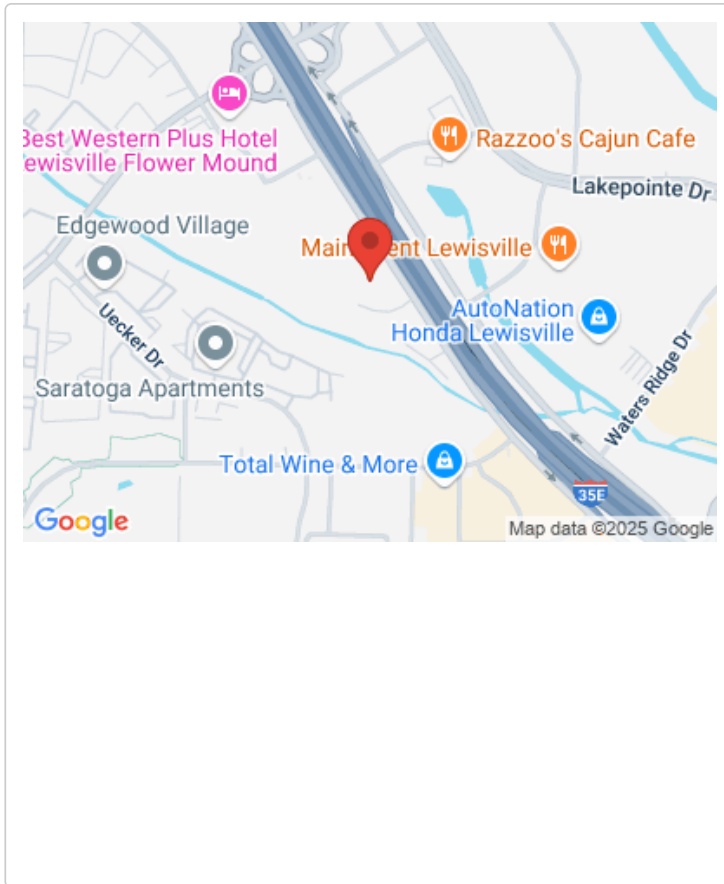 Best Western Plus Hotel
Lewisville Flower Mound
Razzoo's Cajun Cafe
Lakepointe Dr
Edgewood Village
Lewisville
AutoNation
Honda Lewisville
Uecker Dr
Saratoga Apartments
Waters Ridge Dr
Total Wine & More
35E
Google
Map data ©2025 Google